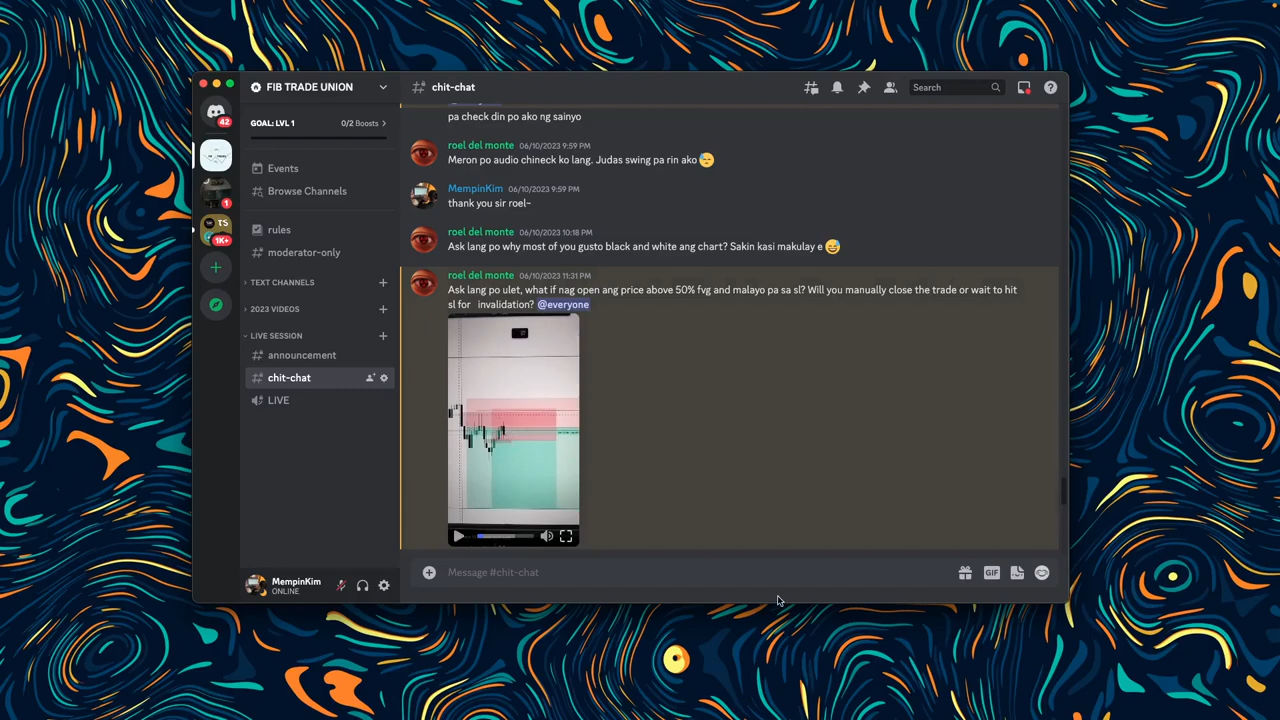 FIB TRADE UNION
chit-chat
Search
42
GOAL: LVL 1
0/2 Boosts
Events
Browse Channels
1
TS
1K+
rules
moderator-only
TEXT CHANNELS
2023 VIDEOS
LIVE SESSION
announcement
chit-chat
LIVE
MempinKim
ONLINE
pa check din po ako ng sainyo
roel del monte 06/10/2023 9:59 PM
Meron po audio chineck ko lang. Judas swing pa rin ako 😴
MempinKim 06/10/2023 9:59 PM
thank you sir roel~
roel del monte 06/10/2023 10:18 PM
Ask lang po why most of you gusto black and white ang chart? Sakin kasi makulay e 😅
roel del monte 06/10/2023 11:31 PM
Ask lang po ulet, what if nag open ang price above 50% fvg and malayo pa sa sl? Will you manually close the trade or wait to hit
sl for invalidation? @everyone
Message #chit-chat
GIF